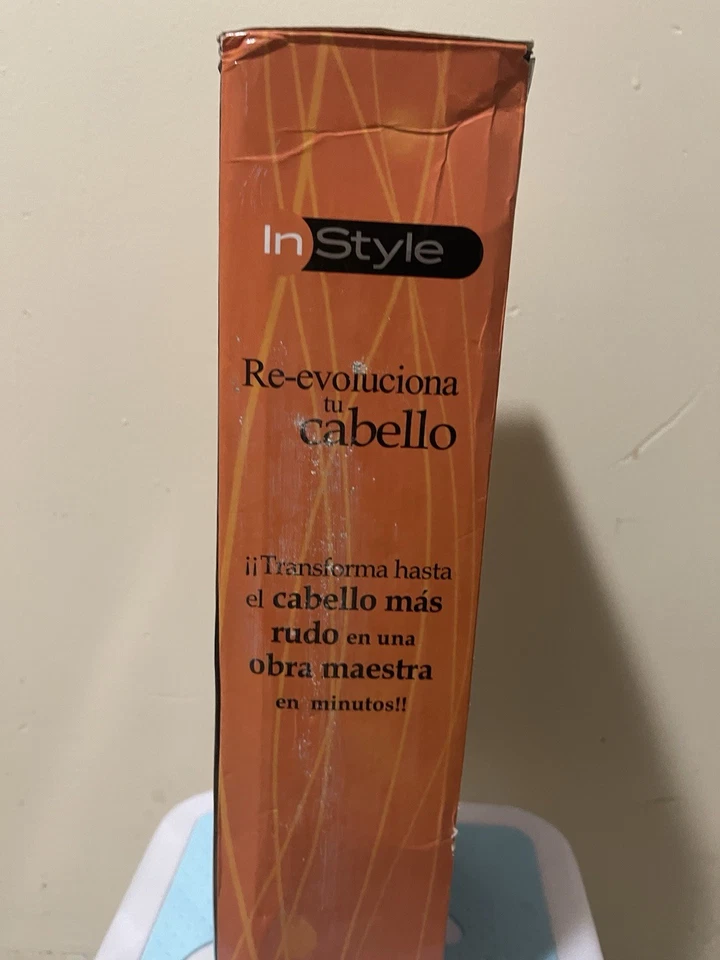 InStyle
Re-evoluciona
tu
cabello
¡¡Transforma hasta
el cabello más
rudo en una
obra maestra
en minutos!!